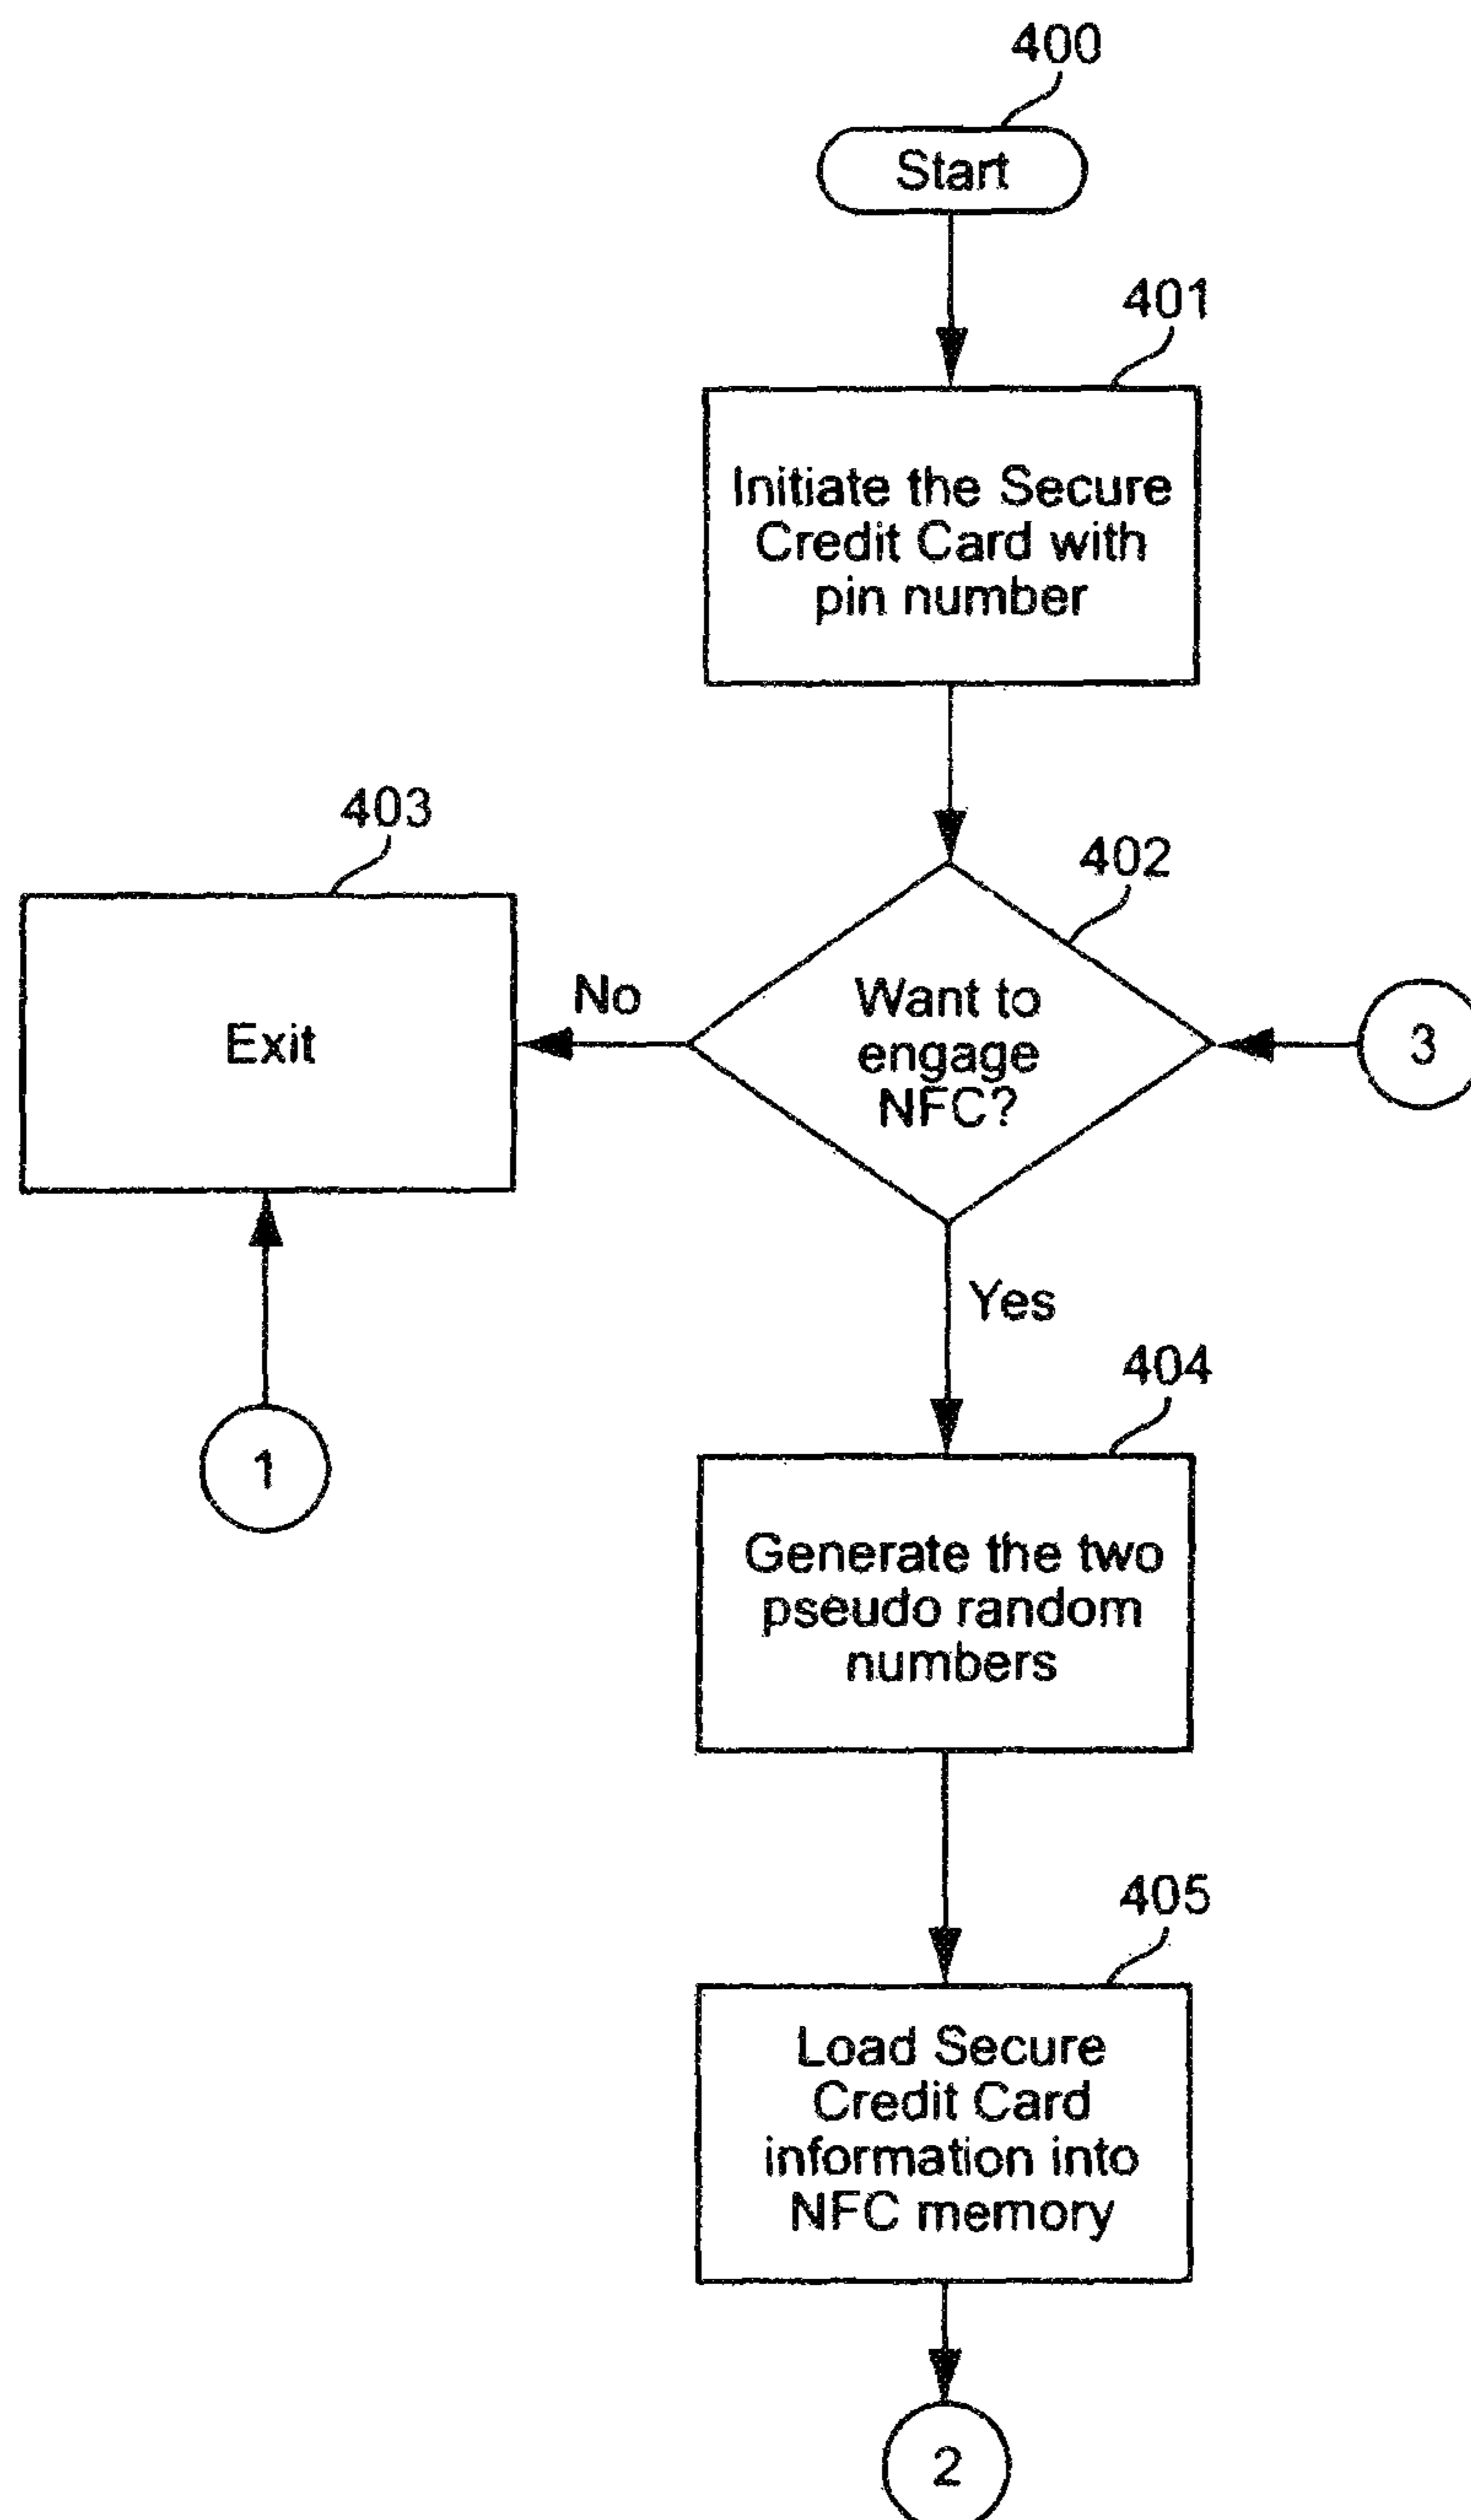 400
Start
401
Initiate the Secure
Credit Card with
pin number
403
402
Exit
No
Want to
engage
NFC?
3
Yes
1
404
Generate the two
pseudo random
numbers
405
Load Secure
Credit Card
information into
NFC memory
2